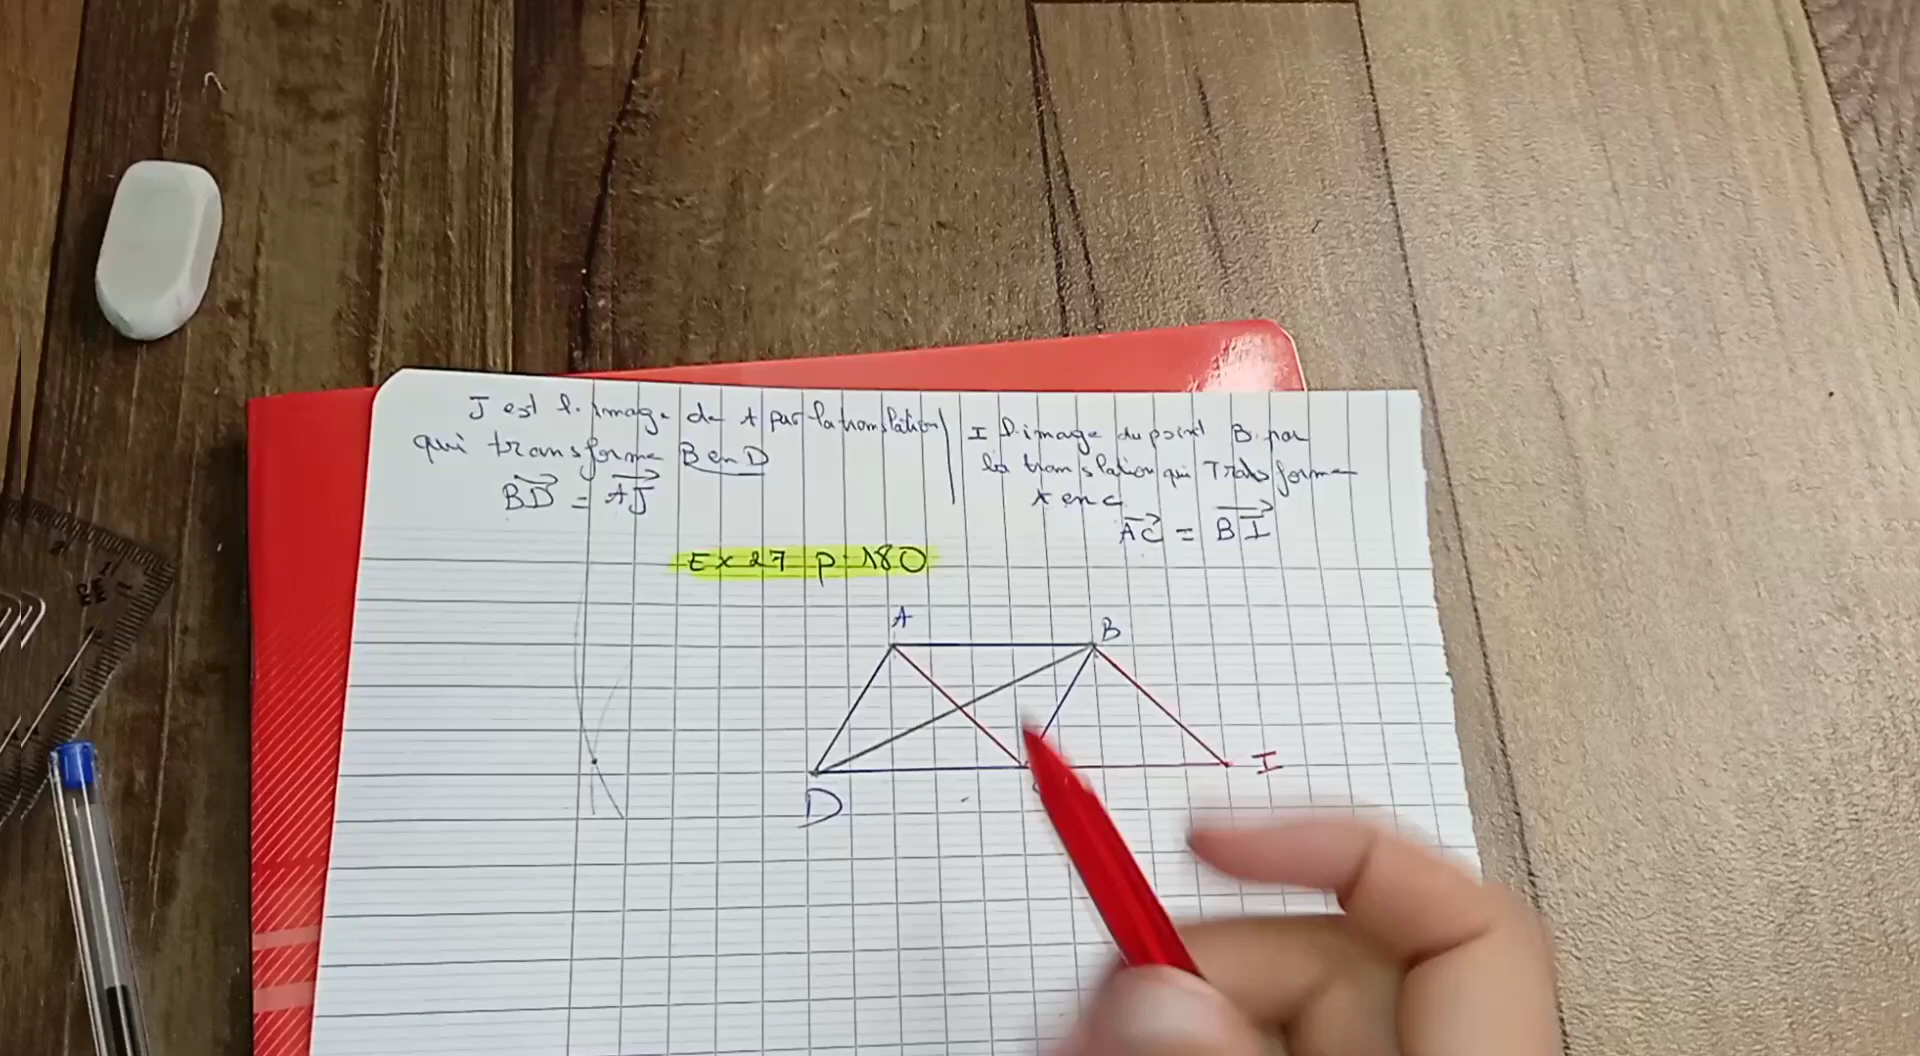 J est l'image de A par la translation
qui transforme B en D
BD = AJ
I l'image du point B par
la translation qui Transforme
A en C
AC = BI
Ex 27 p 180
A
B
D
I